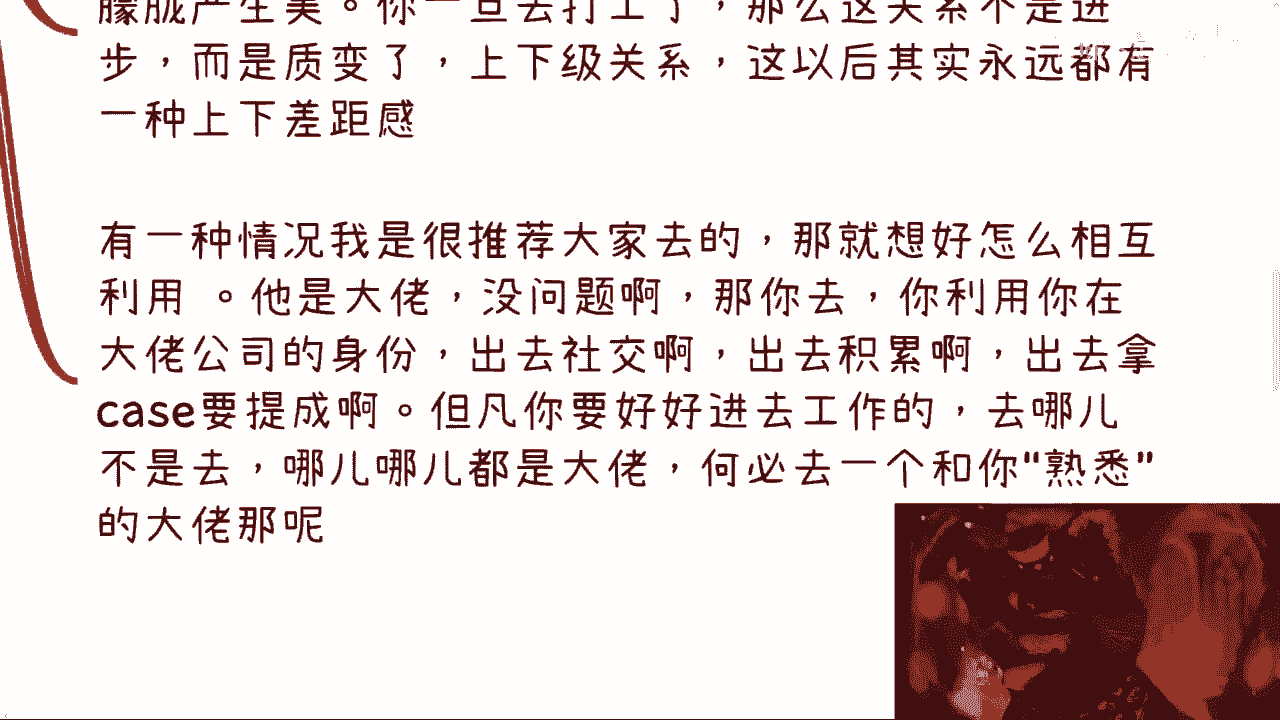 朦胧产生美。你一旦去打工了，那么这关系不是进
步，而是质变了，上下级关系，这以后其实永远都有
一种上下差距感
有一种情况我是很推荐大家去的，那就想好怎么相互
利用 。他是大佬，没问题啊，那你去，你利用你在
大佬公司的身份，出去社交啊，出去积累啊，出去拿
case要提成啊。但凡你要好好进去工作的，去哪儿
不是去，哪儿哪儿都是大佬，何必去一个和你"熟悉"
的大佬那呢